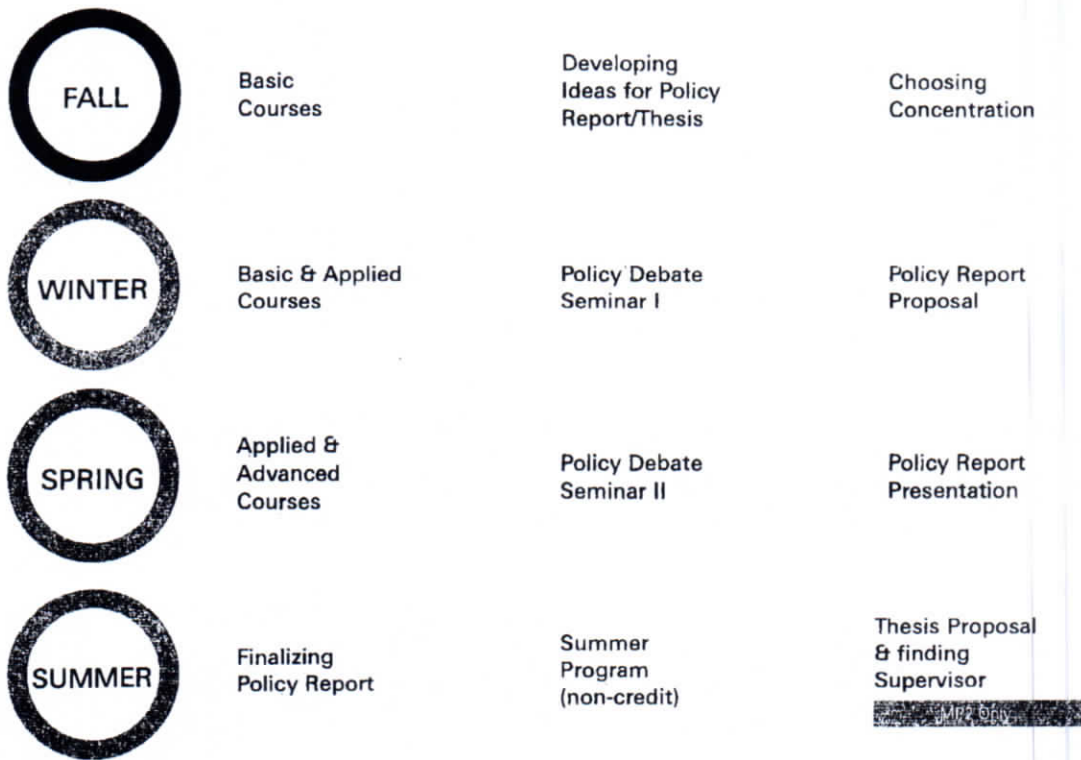 FALL
Basic
Courses
Developing
Ideas for Policy
Report/Thesis
Choosing
Concentration
WINTER
Basic & Applied
Courses
Policy Debate
Seminar I
Policy Report
Proposal
SPRING
Applied &
Advanced
Courses
Policy Debate
Seminar II
Policy Report
Presentation
SUMMER
Finalizing
Policy Report
Summer
Program
(non-credit)
Thesis Proposal
& finding
Supervisor
MP2 Only